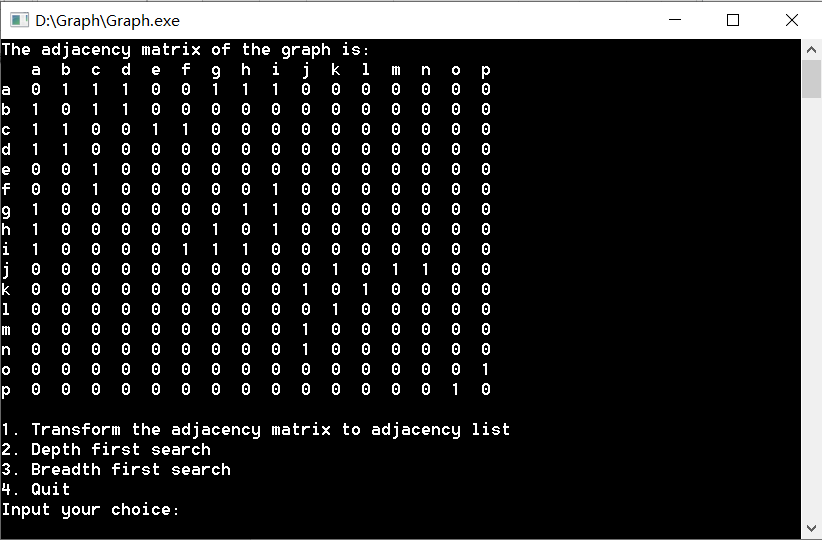 D:\Graph\Graph.exe
The adjacency matrix of the graph is:
   a  b  c  d  e  f  g  h  i  j  k  l  m  n  o  p
a  0  1  1  1  0  0  1  1  1  0  0  0  0  0  0  0
b  1  0  1  1  0  0  0  0  0  0  0  0  0  0  0  0
c  1  1  0  0  1  1  0  0  0  0  0  0  0  0  0  0
d  1  1  0  0  0  0  0  0  0  0  0  0  0  0  0  0
e  0  0  1  0  0  0  0  0  0  0  0  0  0  0  0  0
f  0  0  1  0  0  0  0  0  1  0  0  0  0  0  0  0
g  1  0  0  0  0  0  0  1  1  0  0  0  0  0  0  0
h  1  0  0  0  0  0  1  0  1  0  0  0  0  0  0  0
i  1  0  0  0  0  1  1  1  0  0  0  0  0  0  0  0
j  0  0  0  0  0  0  0  0  0  0  1  0  1  1  0  0
k  0  0  0  0  0  0  0  0  0  1  0  1  0  0  0  0
l  0  0  0  0  0  0  0  0  0  0  1  0  0  0  0  0
m  0  0  0  0  0  0  0  0  0  1  0  0  0  0  0  0
n  0  0  0  0  0  0  0  0  0  1  0  0  0  0  0  0
o  0  0  0  0  0  0  0  0  0  0  0  0  0  0  0  1
p  0  0  0  0  0  0  0  0  0  0  0  0  0  0  1  0
1. Transform the adjacency matrix to adjacency list
2. Depth first search
3. Breadth first search
4. Quit
Input your choice: